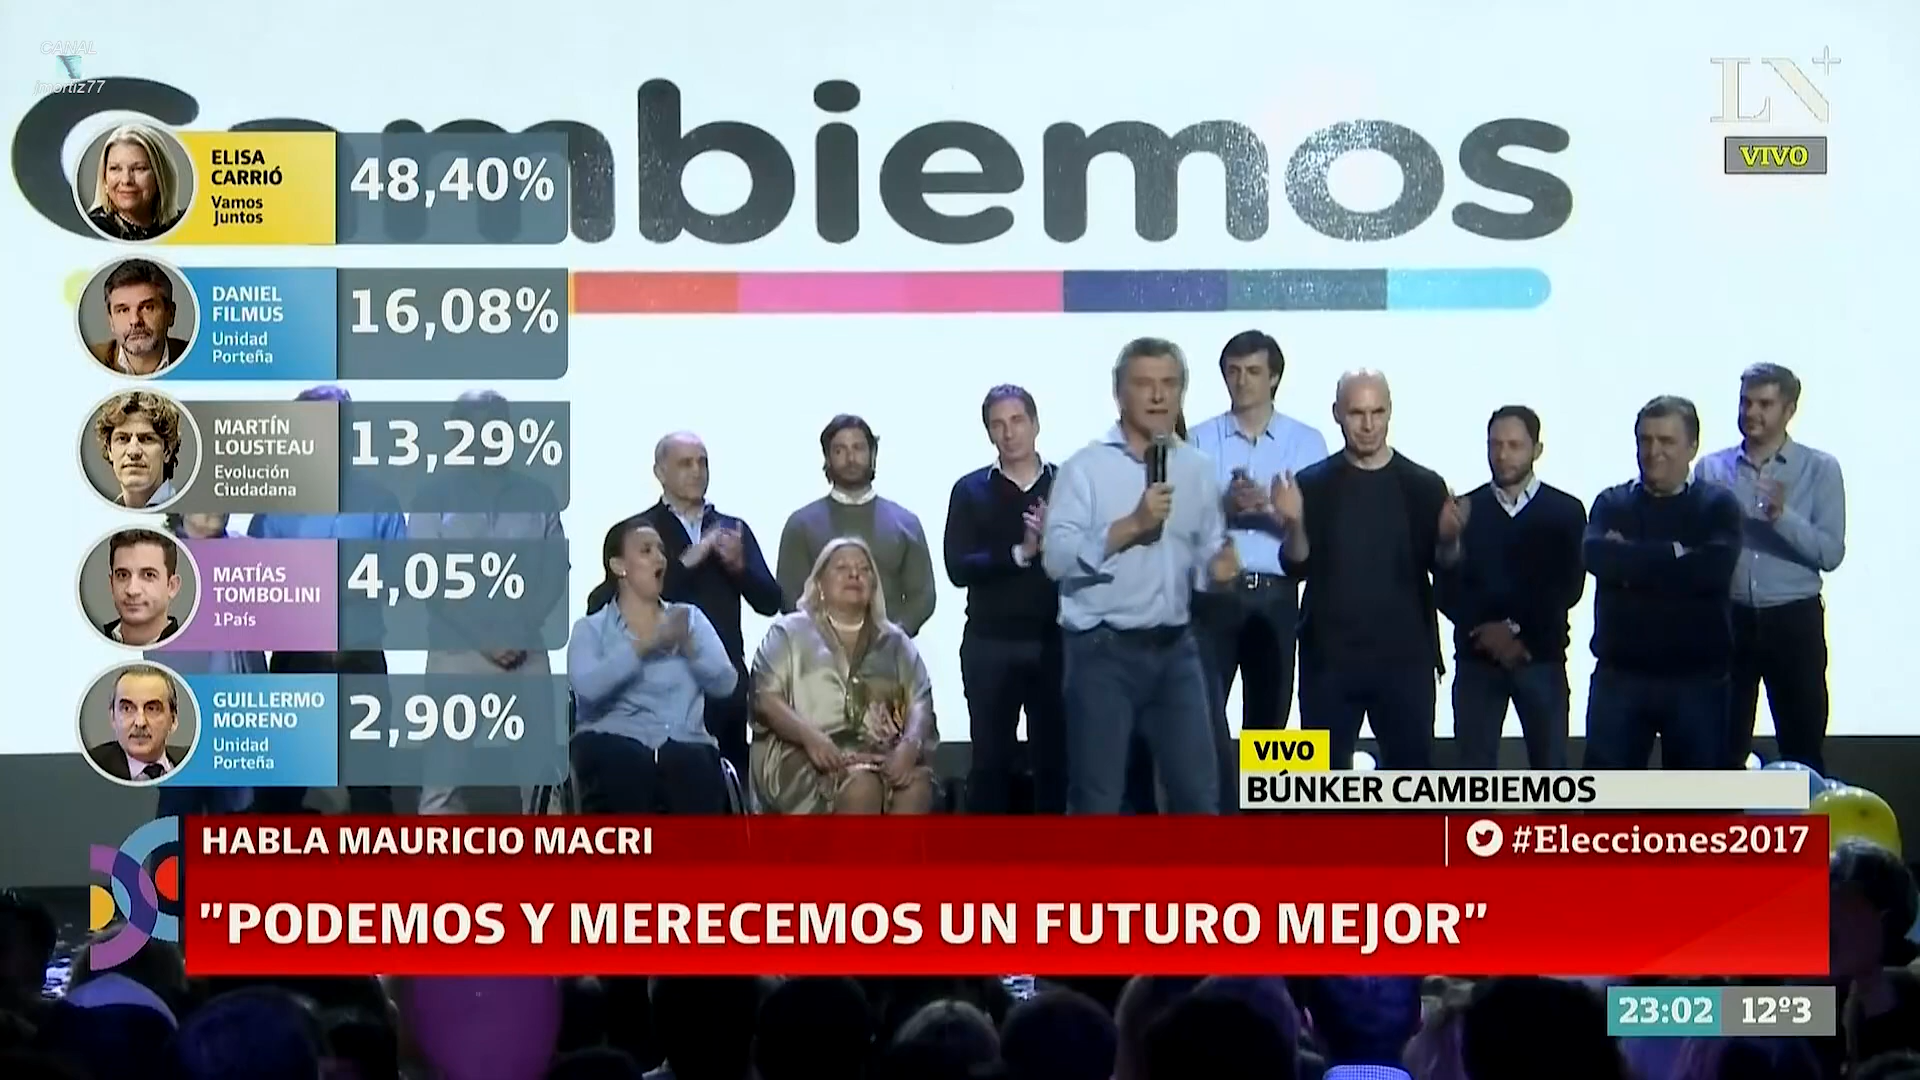 CANAL
imortiz77
Cambiemos
LN+
VIVO
ELISA
CARRIÓ
Vamos
Juntos
48,40%
DANIEL
FILMUS
Unidad
Porteña
16,08%
MARTÍN
LOUSTEAU
Evolución
Ciudadana
13,29%
MATÍAS
TOMBOLINI
1País
4,05%
GUILLERMO
MORENO
Unidad
Porteña
2,90%
VIVO
BÚNKER CAMBIEMOS
HABLA MAURICIO MACRI
#Elecciones2017
"PODEMOS Y MERECEMOS UN FUTURO MEJOR"
23:02 12º3